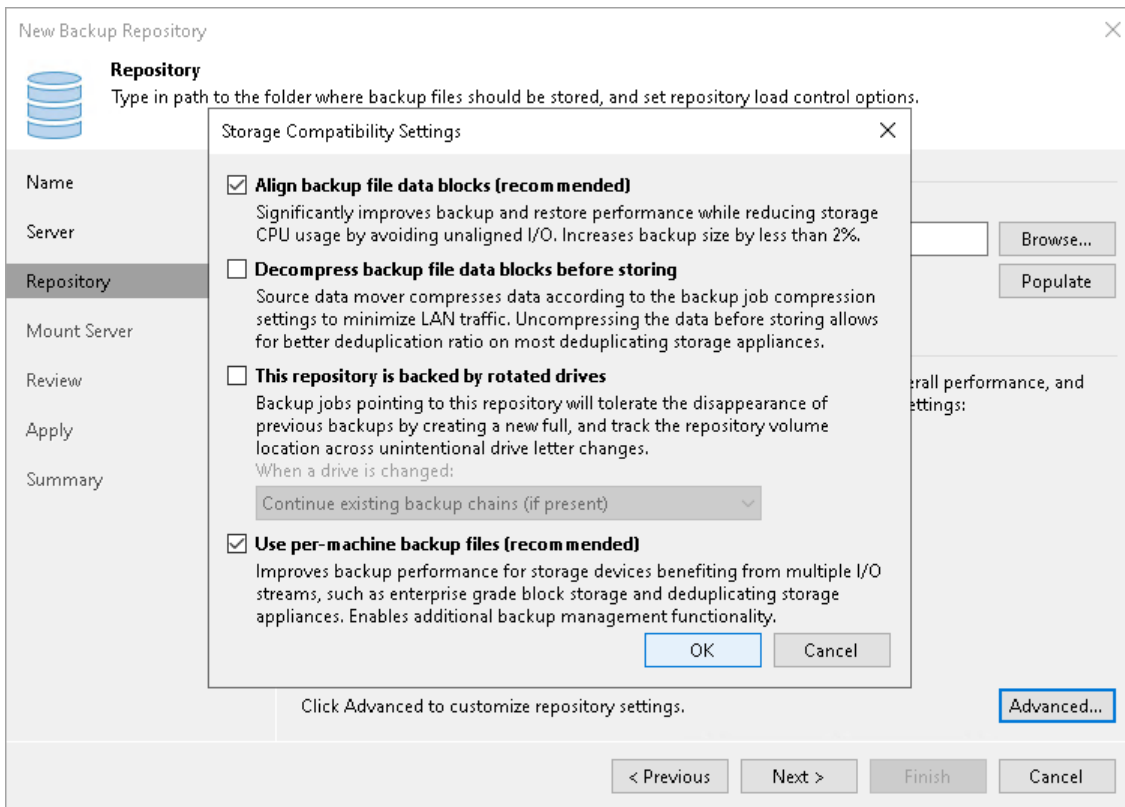 New Backup Repository
Repository
Type in path to the folder where backup files should be stored, and set repository load control options.
Name
Server
Repository
Mount Server
Review
Apply
Summary
Storage Compatibility Settings
Align backup file data blocks (recommended)
Significantly improves backup and restore performance while reducing storage
CPU usage by avoiding unaligned I/O. Increases backup size by less than 2%.
Decompress backup file data blocks before storing
Source data mover compresses data according to the backup job compression
settings to minimize LAN traffic. Uncompressing the data before storing allows
for better deduplication ratio on most deduplicating storage appliances.
This repository is backed by rotated drives
Backup jobs pointing to this repository will tolerate the disappearance of
previous backups by creating a new full, and track the repository volume
location across unintentional drive letter changes.
When a drive is changed:
Continue existing backup chains (if present)
Use per-machine backup files (recommended)
Improves backup performance for storage devices benefiting from multiple I/O
streams, such as enterprise grade block storage and deduplicating storage
appliances. Enables additional backup management functionality.
OK Cancel
Browse...
Populate
erall performance, and
ettings:
Click Advanced to customize repository settings.
Advanced...
< Previous Next > Finish Cancel